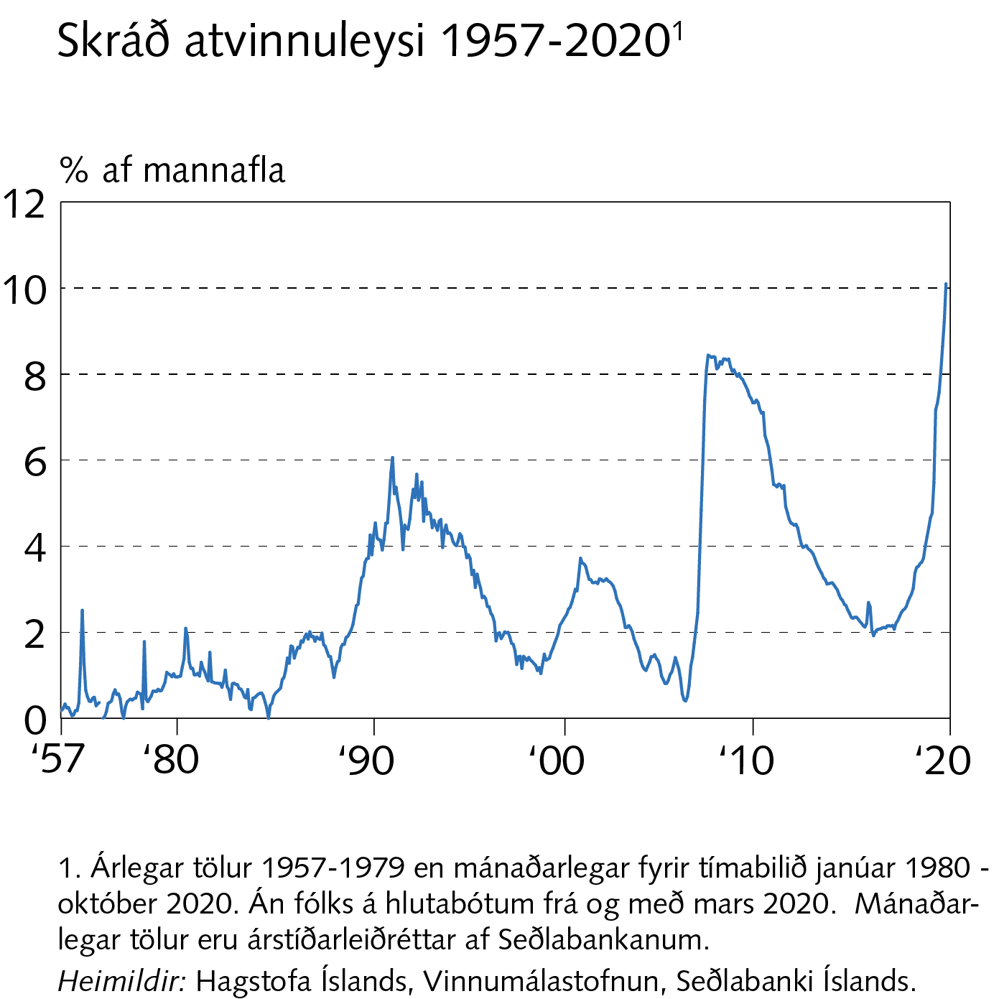 Skráð atvinnuleysi 1957-2020¹
% af mannafla
12
10
8
6
4
2
0
‘57 ‘80 ‘90 ‘00 ‘10 ‘20
1. Árlegar tölur 1957-1979 en mánaðarlegar fyrir tímabilið janúar 1980 -
október 2020. Án fólks á hlutabótum frá og með mars 2020.  Mánaðar-
legar tölur eru árstíðarleiðréttar af Seðlabankanum.
Heimildir: Hagstofa Íslands, Vinnumálastofnun, Seðlabanki Íslands.